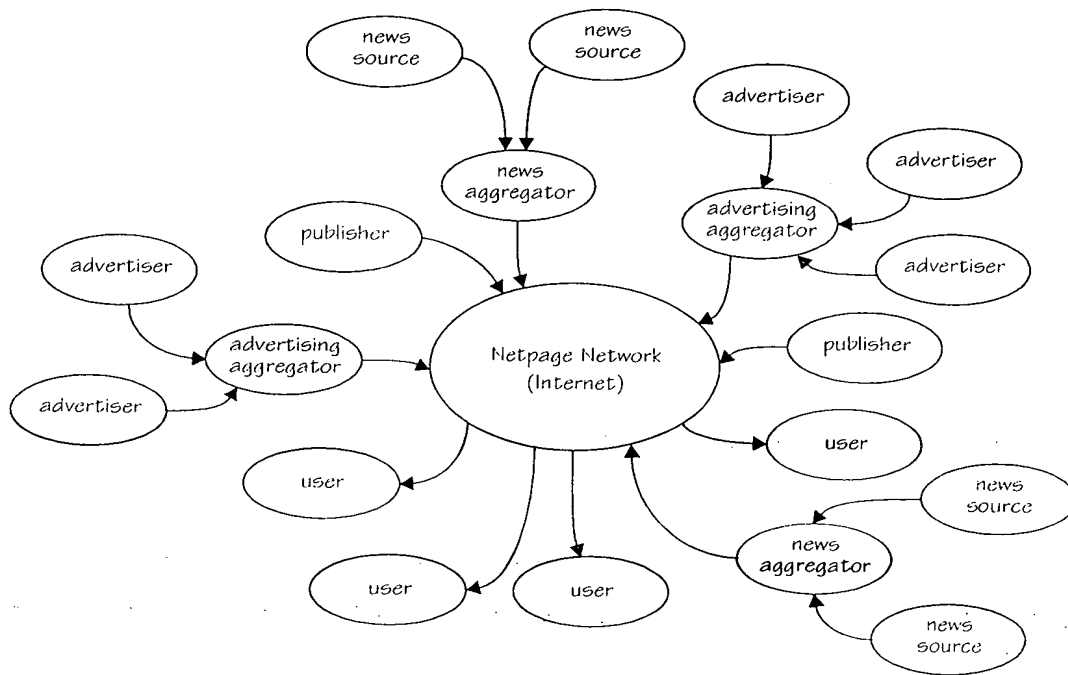 news
source
news
source
advertiser
advertiser
news
aggregator
advertising
aggregator
publisher
advertiser
advertiser
advertising
aggregator
Netpage Network
(Internet)
publisher
advertiser
user
user
news
source
news
aggregator
user
user
news
source